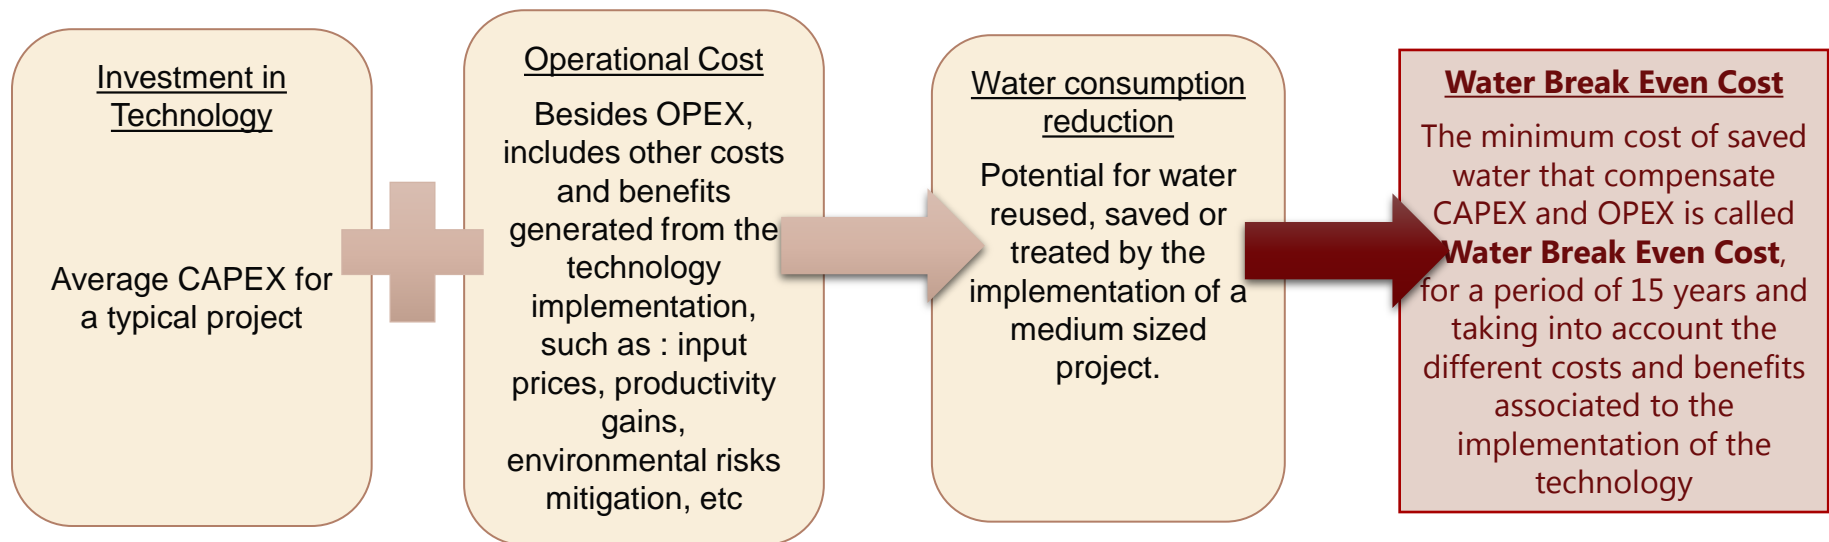 Investment in
Technology
Average CAPEX for
a typical project
Operational Cost
Besides OPEX,
includes other costs
and benefits
generated from the
technology
implementation,
such as : input
prices, productivity
gains,
environmental risks
mitigation, etc
Water consumption
reduction
Potential for water
reused, saved or
treated by the
implementation of a
medium sized
project.
Water Break Even Cost
The minimum cost of saved
water that compensate
CAPEX and OPEX is called
Water Break Even Cost,
for a period of 15 years and
taking into account the
different costs and benefits
associated to the
implementation of the
technology